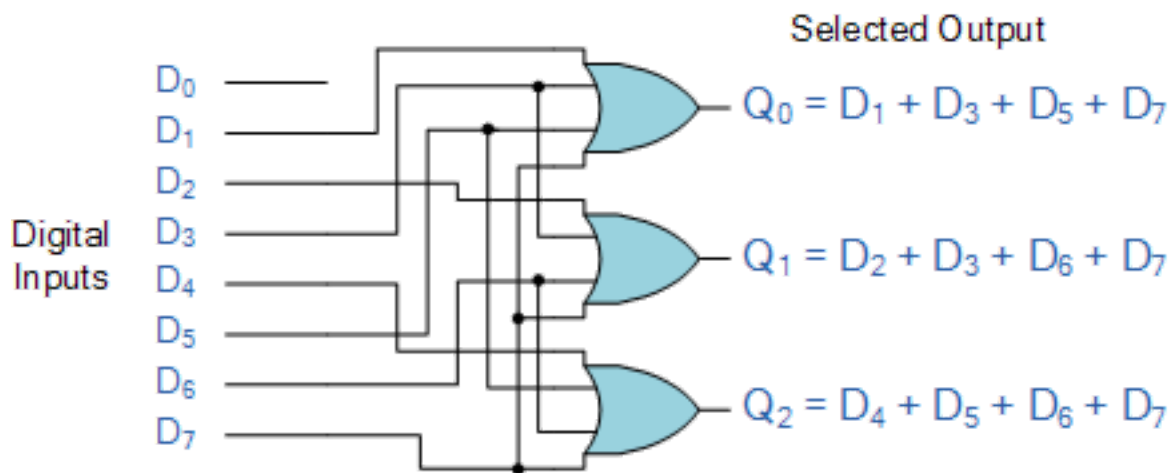 Selected Output
D₀
D₁
D₂
D₃
D₄
D₅
D₆
D₇
Digital
Inputs
Q₀ = D₁ + D₃ + D₅ + D₇
Q₁ = D₂ + D₃ + D₆ + D₇
Q₂ = D₄ + D₅ + D₆ + D₇